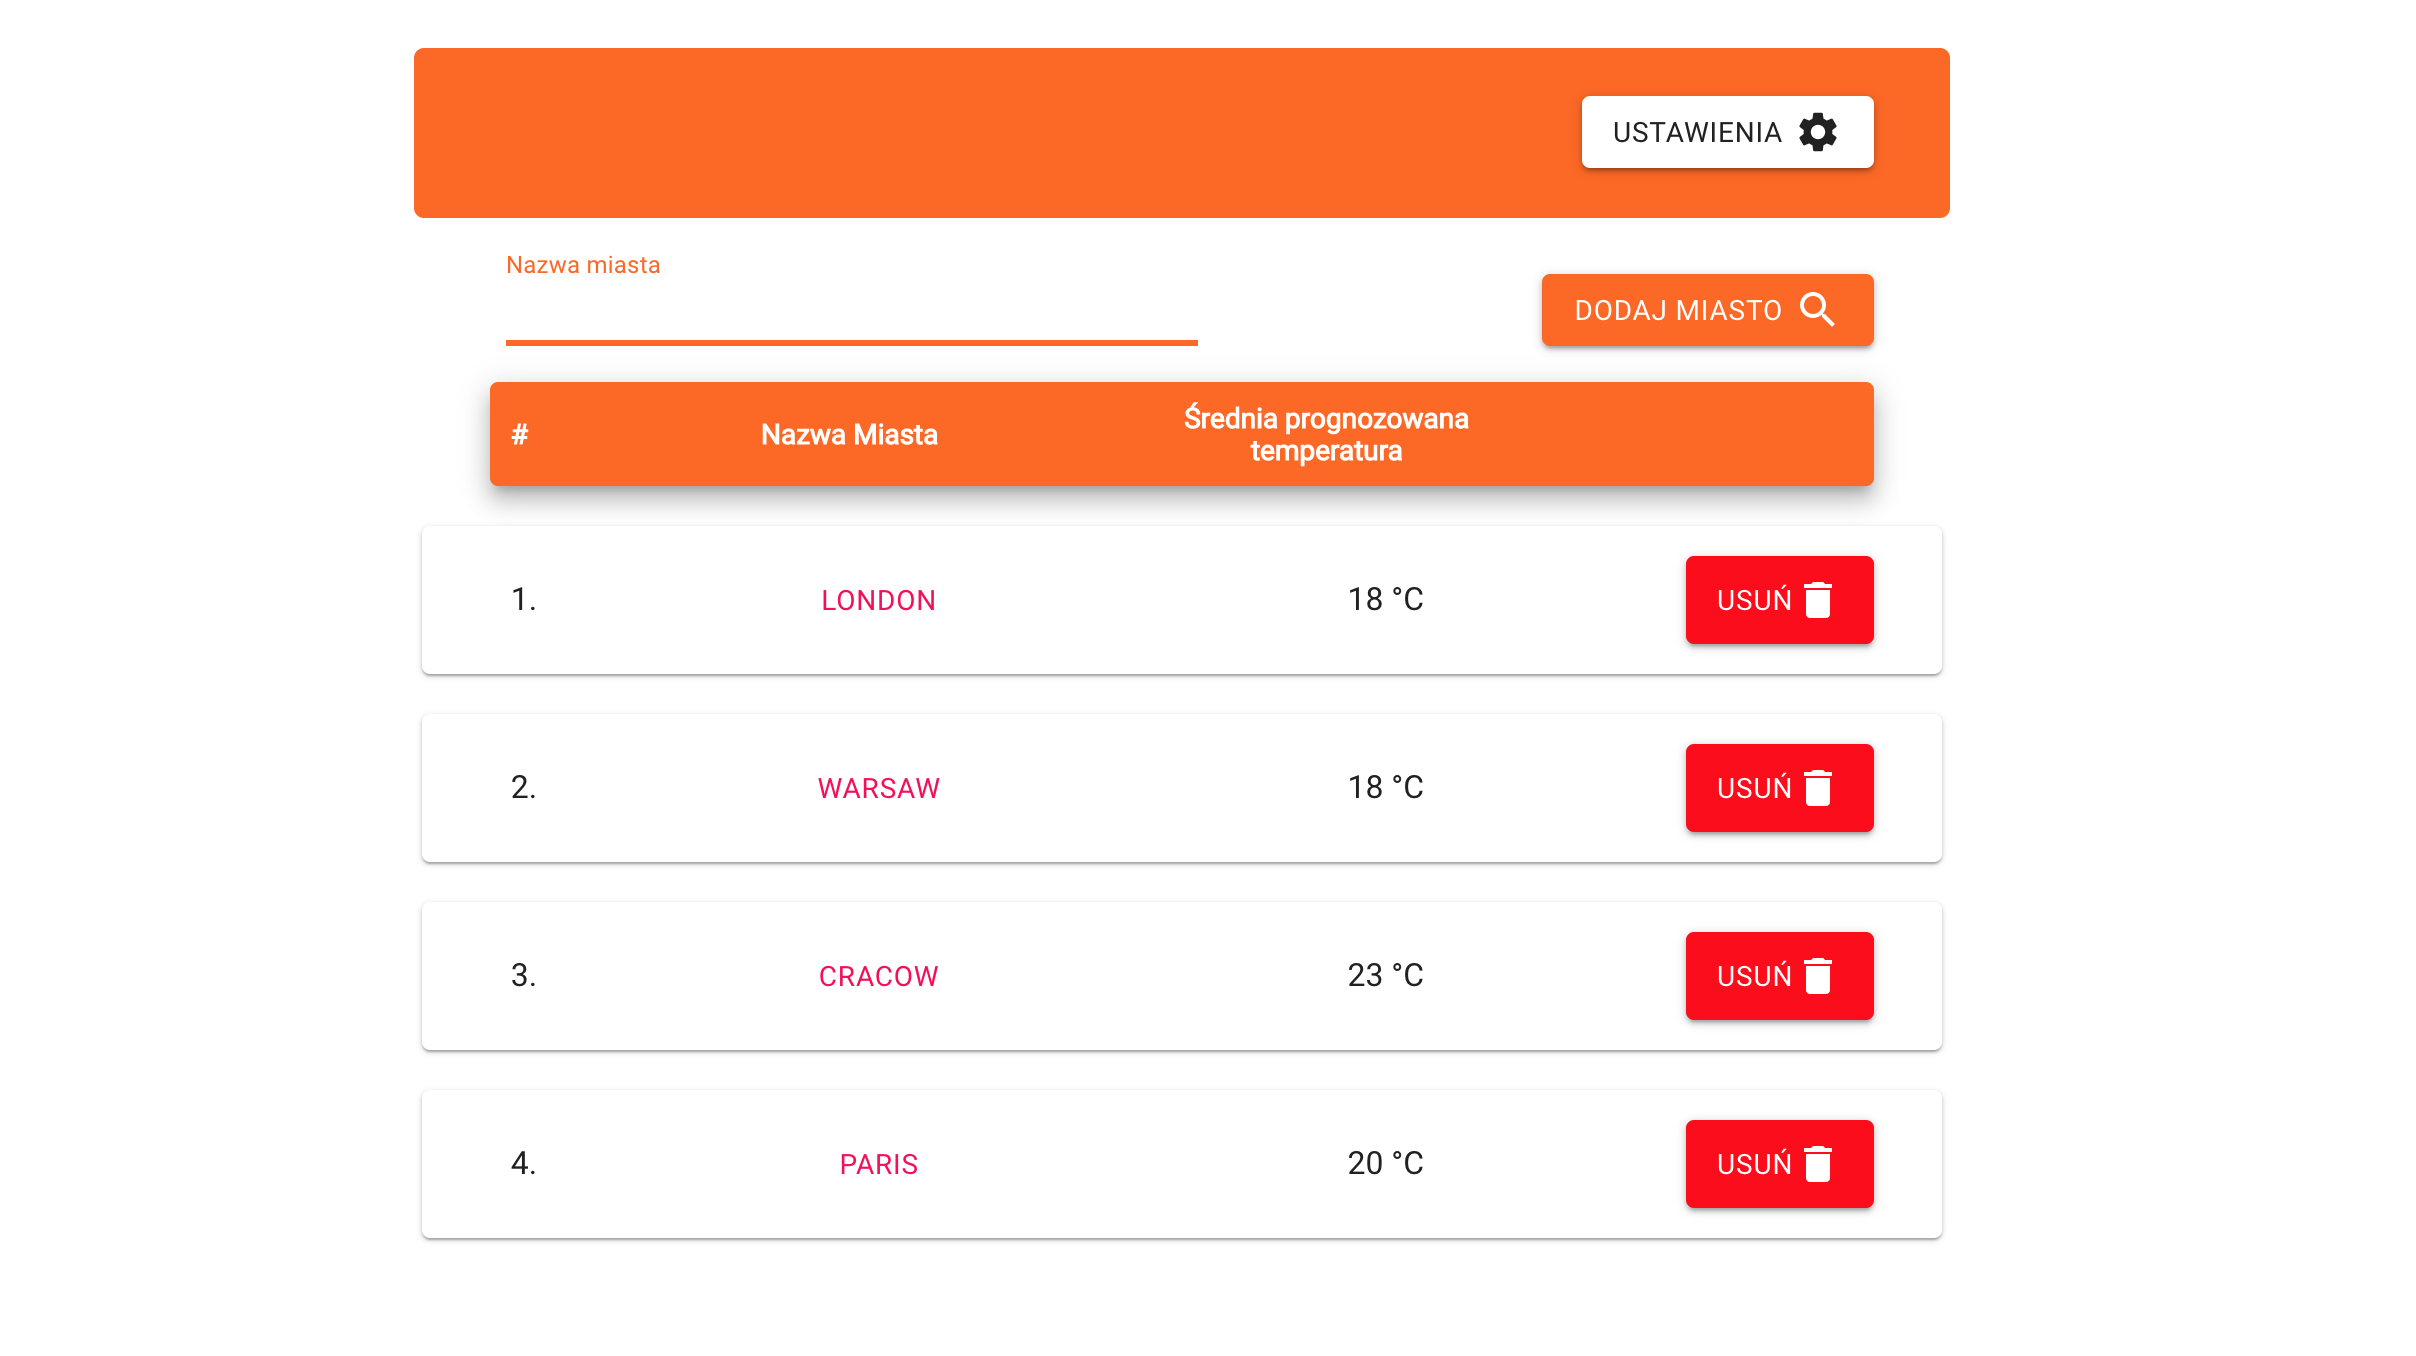 USTAWIENIA
Nazwa miasta
DODAJ MIASTO
# Nazwa Miasta Średnia prognozowana
temperatura
1. LONDON 18 °C USUŃ
2. WARSAW 18 °C USUŃ
3. CRACOW 23 °C USUŃ
4. PARIS 20 °C USUŃ